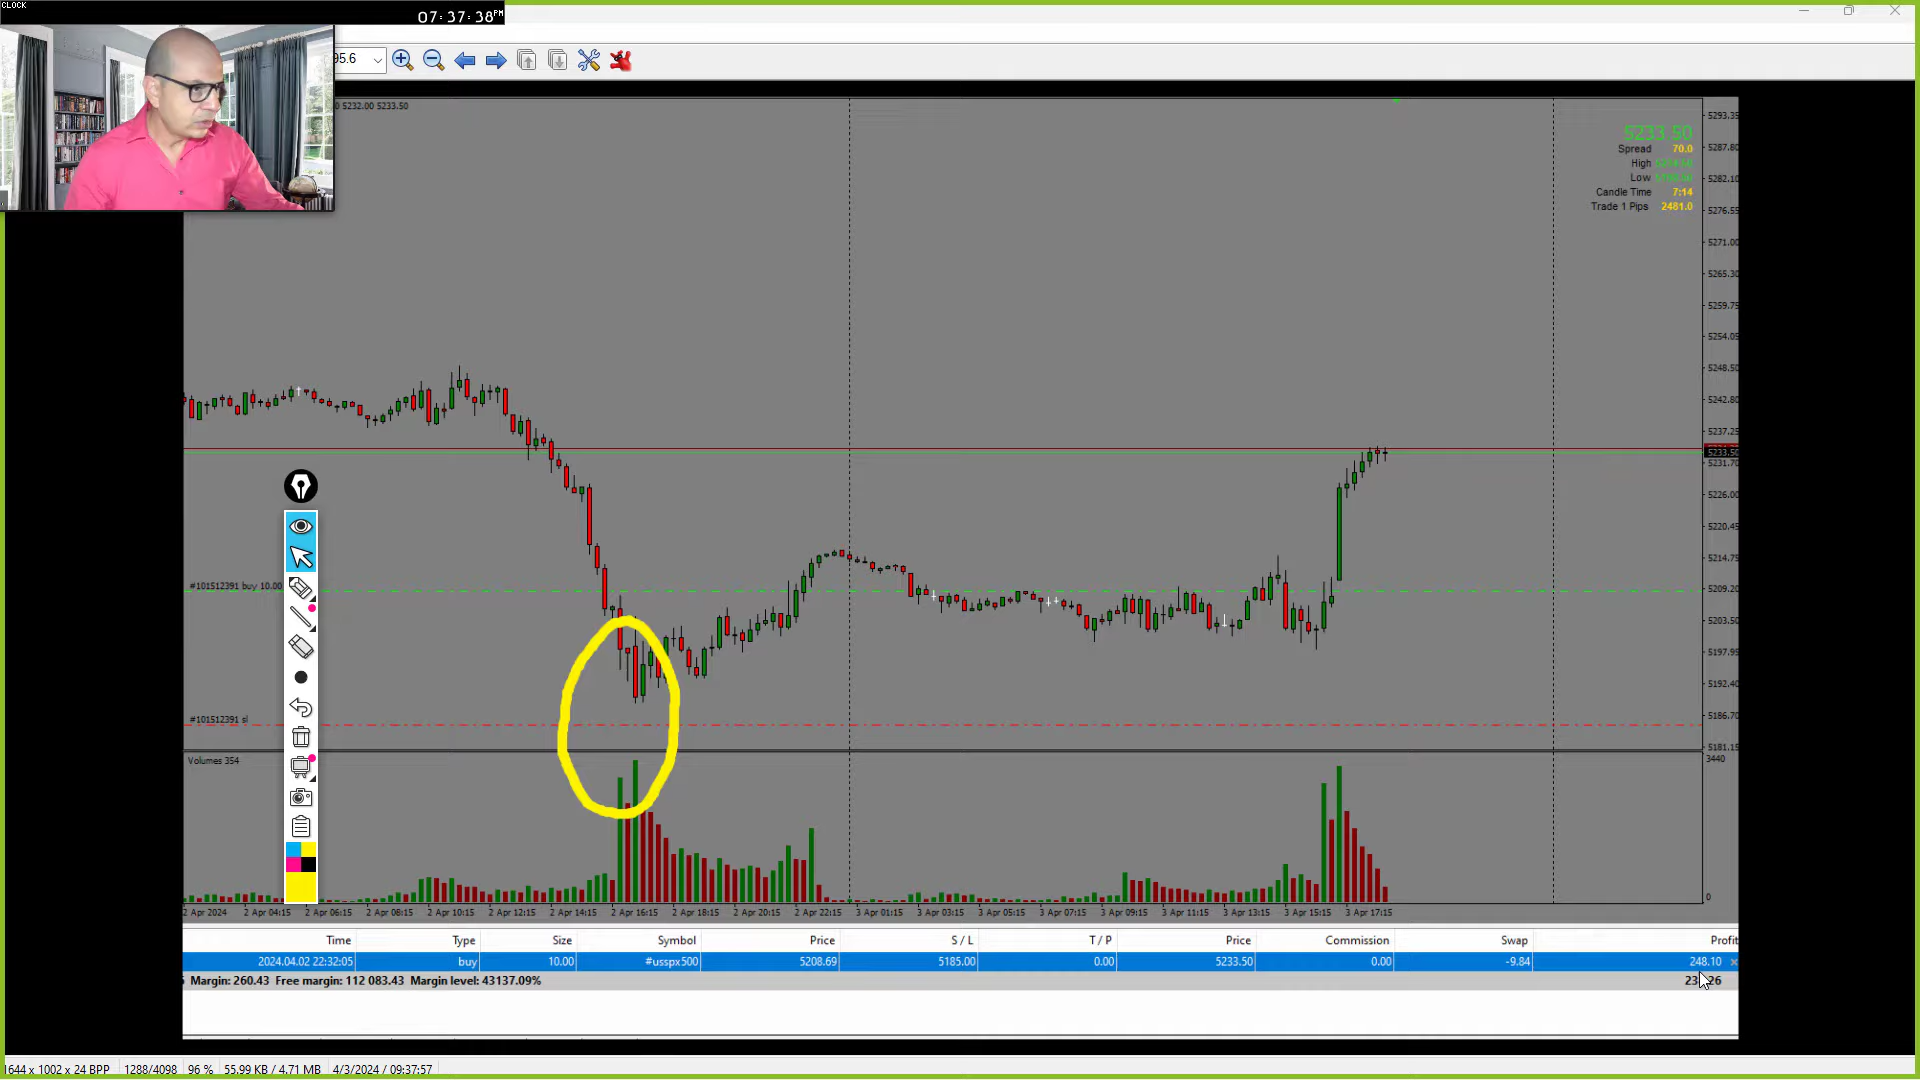 CLOCK
07:37:38PM
95.6
5232.00 5233.50
5233.50
Spread 70.0
High
Low
Candle Time 7:14
Trade 1 Pips 2481.0
5293.35
5287.80
5282.10
5276.55
5271.00
5265.30
5259.75
5254.05
5248.50
5242.80
5237.25
5233.50
5231.70
5226.00
5220.45
5214.75
5209.20
5203.50
5197.95
5192.40
5186.70
5181.15
#101512391 buy 10.00
#101512391 sl
Volumes 354
3440
0
2 Apr 2024 2 Apr 04:15 2 Apr 06:15 2 Apr 08:15 2 Apr 10:15 2 Apr 12:15 2 Apr 14:15 2 Apr 16:15 2 Apr 18:15 2 Apr 20:15 2 Apr 22:15 3 Apr 01:15 3 Apr 03:15 3 Apr 05:15 3 Apr 07:15 3 Apr 09:15 3 Apr 11:15 3 Apr 13:15 3 Apr 15:15 3 Apr 17:15
Time Type Size Symbol Price S / L T / P Price Commission Swap Profit
2024.04.02 22:32:05 buy 10.00 #usspx500 5208.69 5185.00 0.00 5233.50 0.00 -9.84 248.10
Margin: 260.43 Free margin: 112 083.43 Margin level: 43137.09%
1644 x 1002 x 24 BPP 1288/4098 96 % 55.99 KB / 4.71 MB 4/3/2024 / 09:37:57